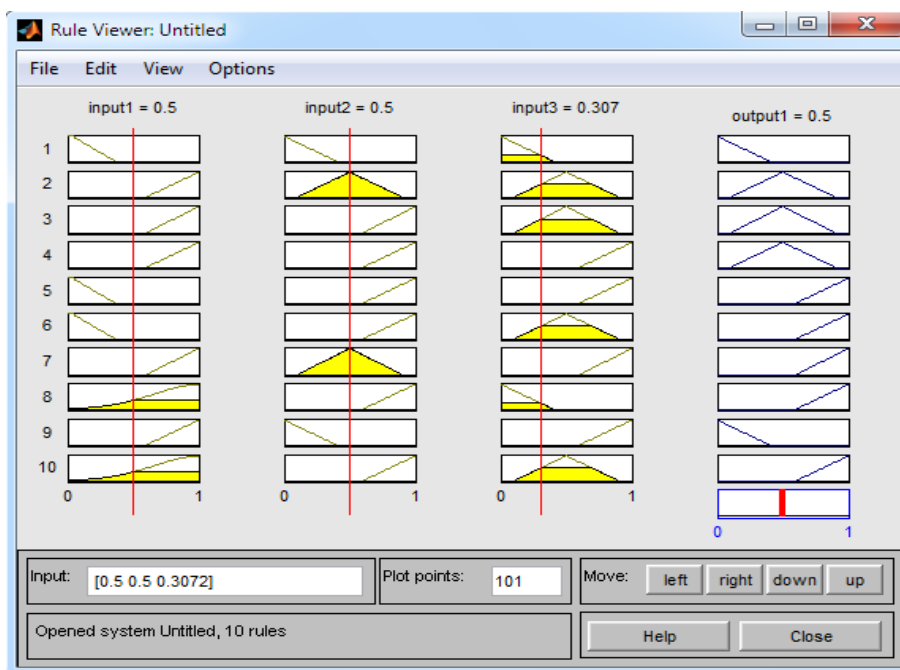 Rule Viewer: Untitled
File Edit View Options
input1 = 0.5 input2 = 0.5 input3 = 0.307 output1 = 0.5
1
2
3
4
5
6
7
8
9
10
0 1 0 1 0 1
0 1
Input: [0.5 0.5 0.3072] Plot points: 101 Move: left right down up
Opened system Untitled, 10 rules Help Close